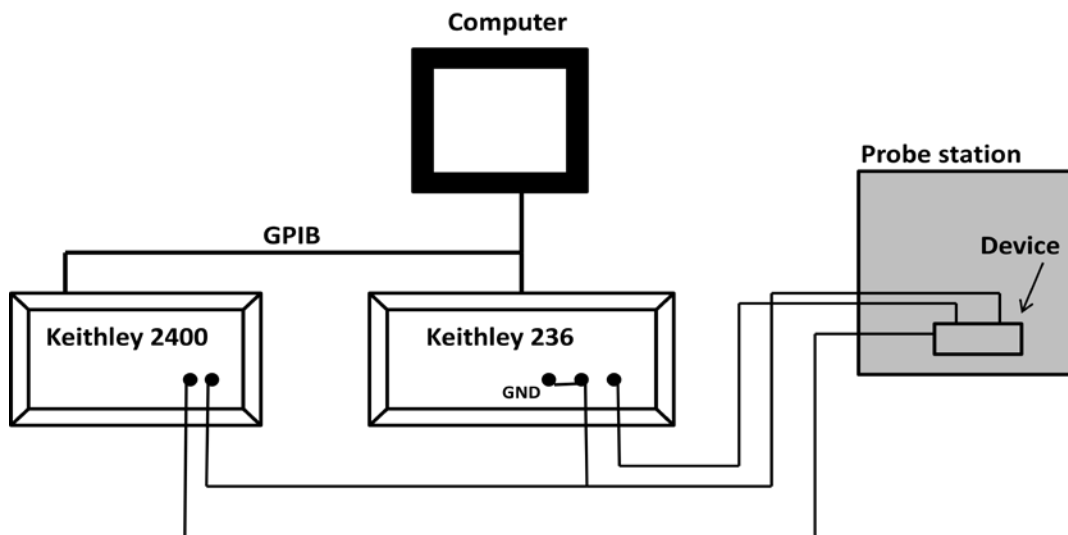 Computer
Probe station
GPIB
Device
Keithley 2400
Keithley 236
GND